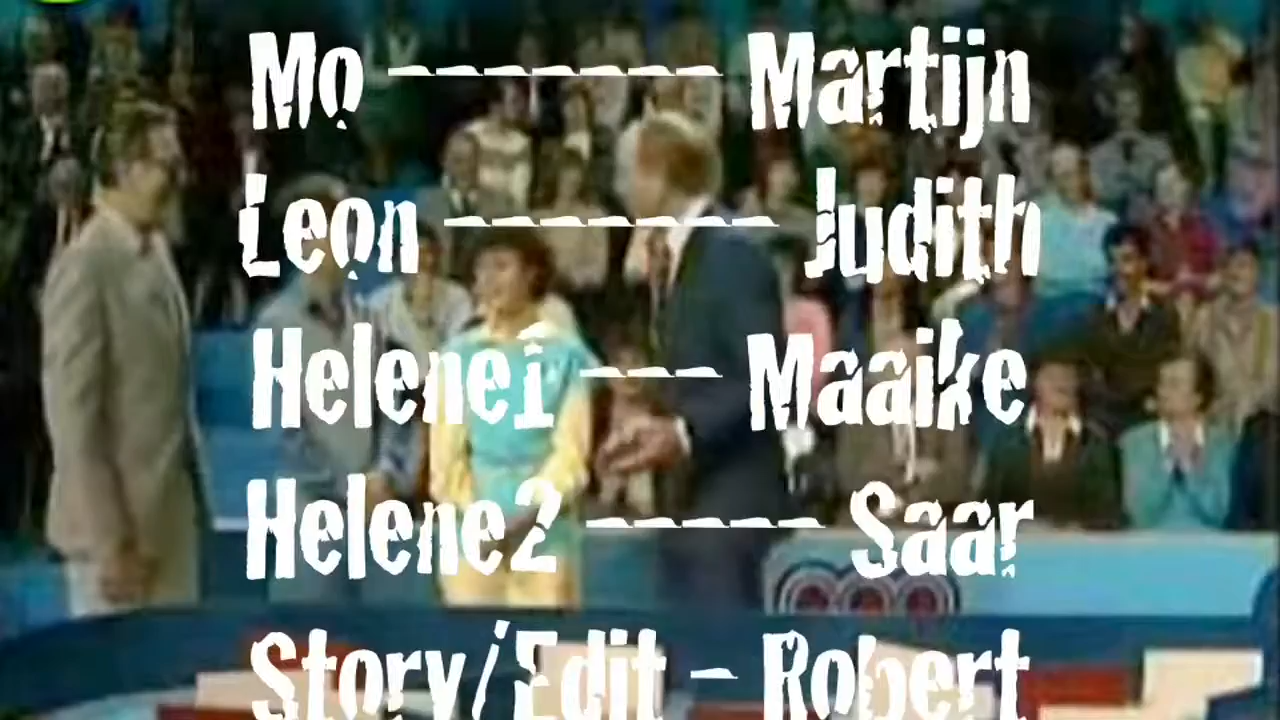 Mo ------- Martijn
Leon ------- Judith
Helene1 --- Maaike
Helene2 ----- Saar
Story/Edit - Robert